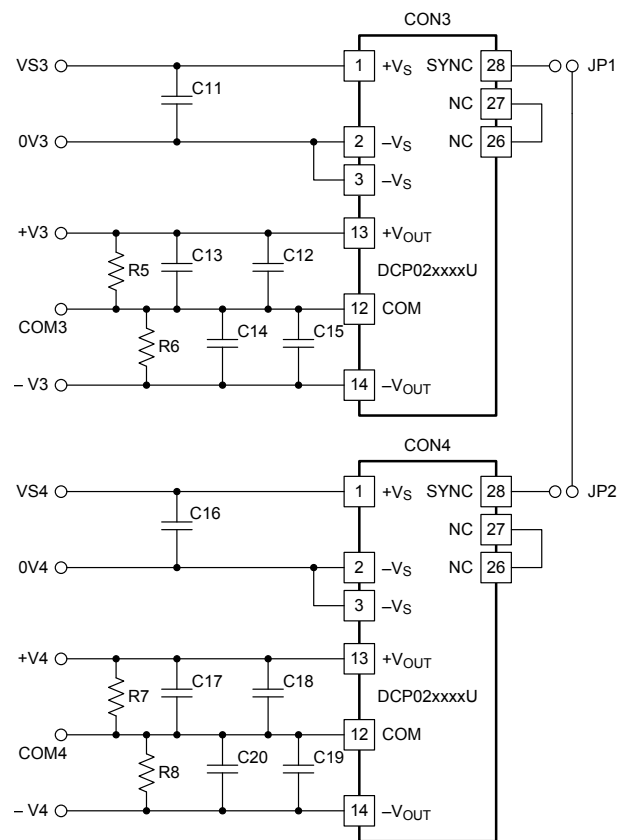 CON3
VS3 1 +VS SYNC 28 JP1
C11
NC 27
0V3 2 –VS NC 26
3 –VS
+V3 13 +VOUT
R5 C13 C12 DCP02xxxxU
COM3 12 COM
R6 C14 C15
– V3 14 –VOUT
CON4
VS4 1 +VS SYNC 28 JP2
C16
NC 27
0V4 2 –VS NC 26
3 –VS
+V4 13 +VOUT
R7 C17 C18 DCP02xxxxU
COM4 12 COM
R8 C20 C19
– V4 14 –VOUT